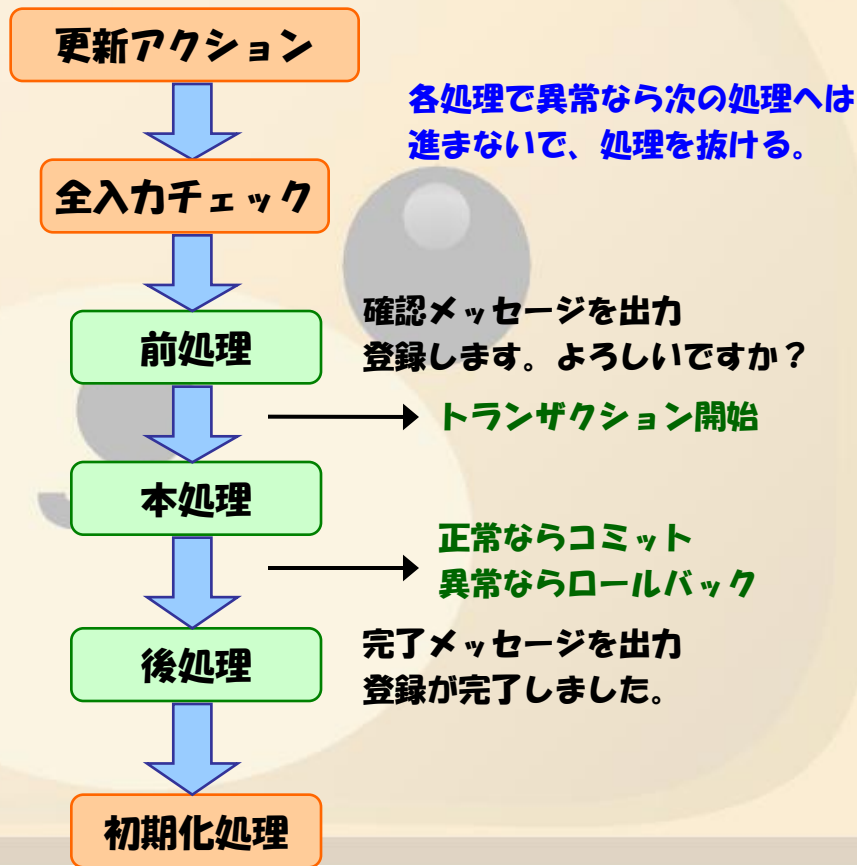 更新アクション
各処理で異常なら次の処理へは
進まないで、処理を抜ける。
全入力チェック
前処理
確認メッセージを出力
登録します。よろしいですか？
トランザクション開始
本処理
正常ならコミット
異常ならロールバック
後処理
完了メッセージを出力
登録が完了しました。
初期化処理